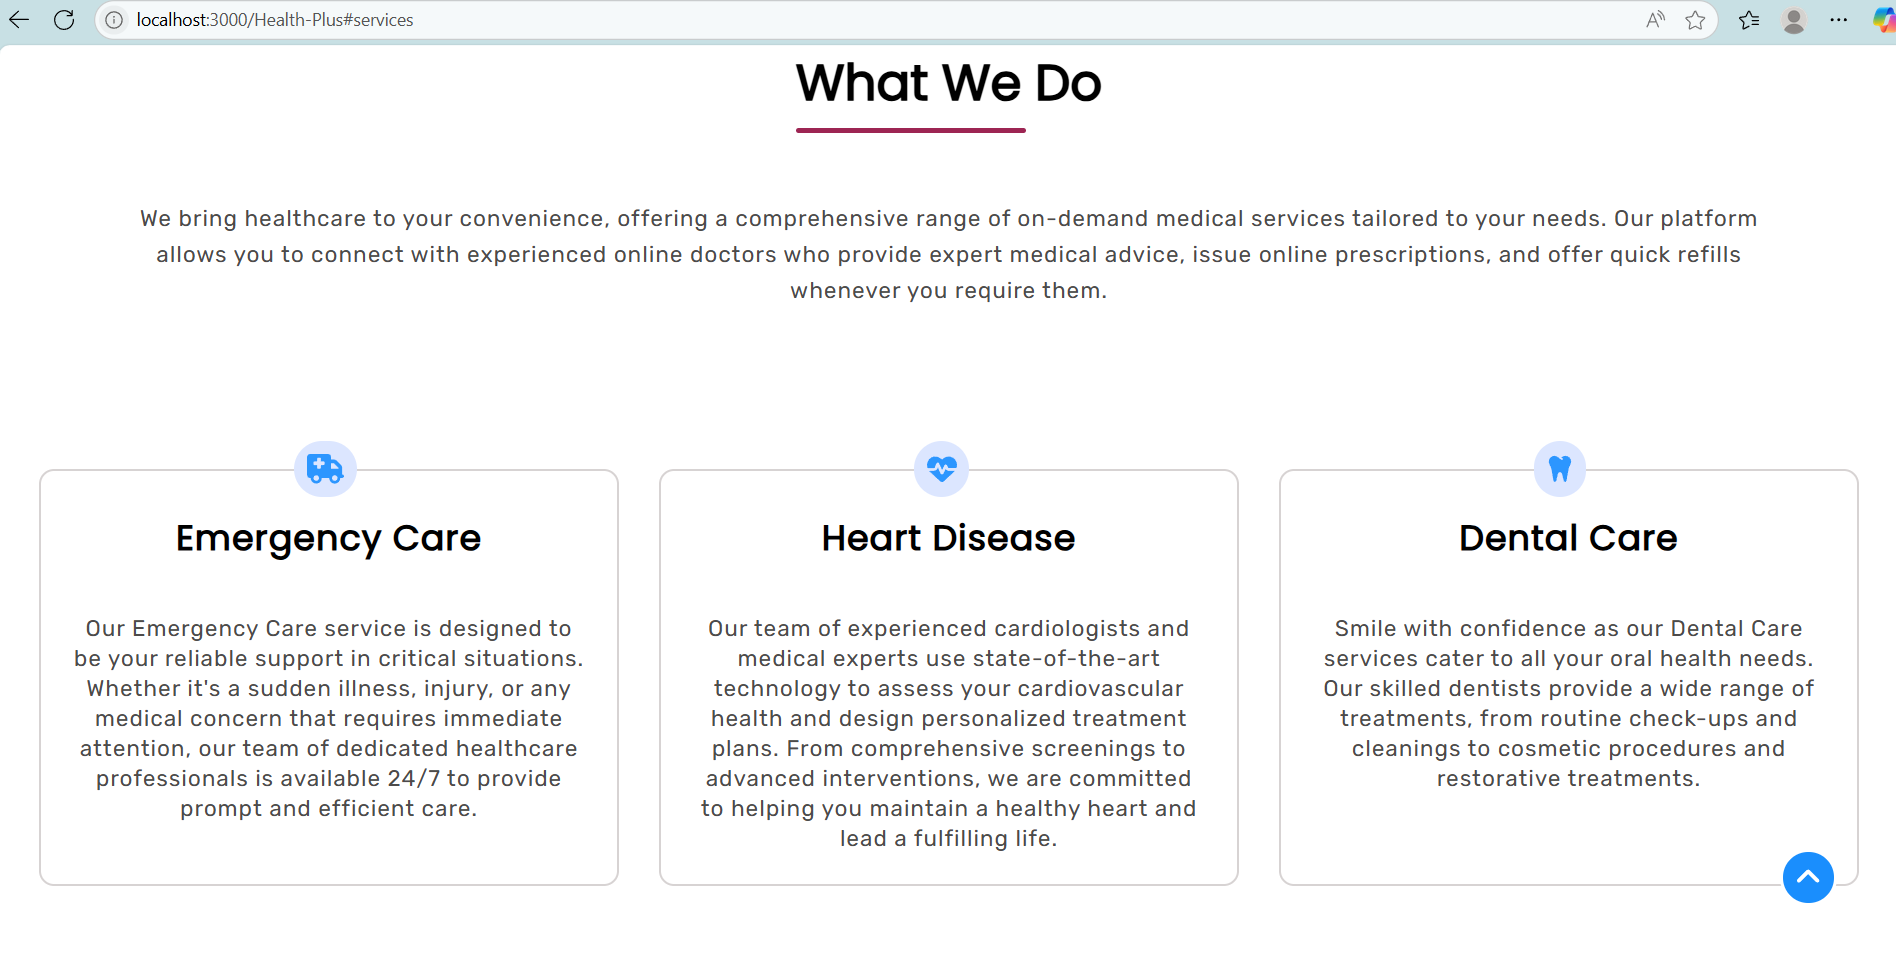 localhost:3000/Health-Plus#services
What We Do
We bring healthcare to your convenience, offering a comprehensive range of on-demand medical services tailored to your needs. Our platform
allows you to connect with experienced online doctors who provide expert medical advice, issue online prescriptions, and offer quick refills
whenever you require them.
Emergency Care
Our Emergency Care service is designed to
be your reliable support in critical situations.
Whether it's a sudden illness, injury, or any
medical concern that requires immediate
attention, our team of dedicated healthcare
professionals is available 24/7 to provide
prompt and efficient care.
Heart Disease
Our team of experienced cardiologists and
medical experts use state-of-the-art
technology to assess your cardiovascular
health and design personalized treatment
plans. From comprehensive screenings to
advanced interventions, we are committed
to helping you maintain a healthy heart and
lead a fulfilling life.
Dental Care
Smile with confidence as our Dental Care
services cater to all your oral health needs.
Our skilled dentists provide a wide range of
treatments, from routine check-ups and
cleanings to cosmetic procedures and
restorative treatments.